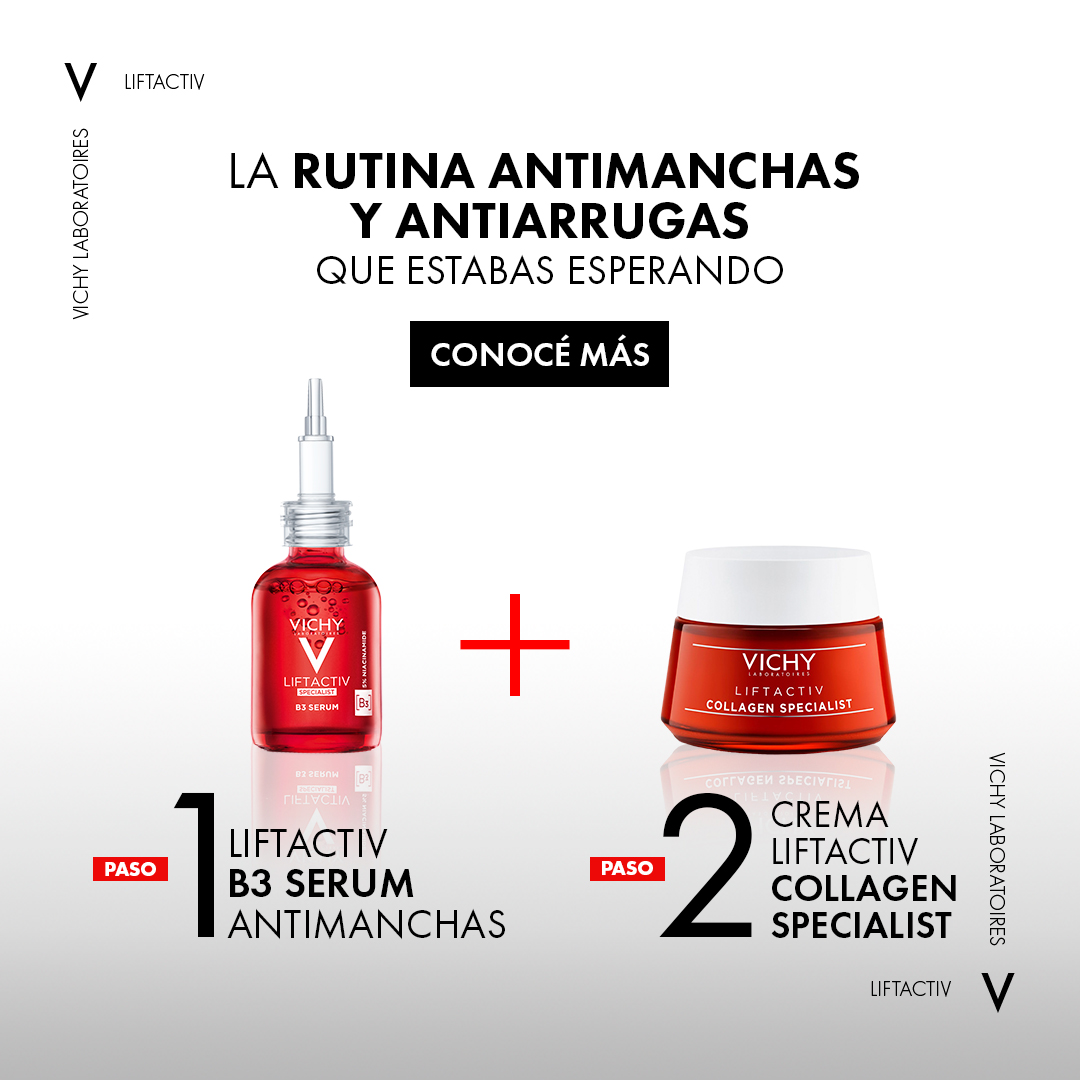 V LIFTACTIV
VICHY LABORATOIRES
LA RUTINA ANTIMANCHAS
Y ANTIARRUGAS
QUE ESTABAS ESPERANDO
CONOCÉ MÁS
VICHY
LABORATOIRES
V
LIFTACTIV
SPECIALIST
B3 SERUM
5% NIACINAMIDE
[B3]
VICHY
LABORATOIRES
LIFTACTIV
COLLAGEN SPECIALIST
PASO 1
LIFTACTIV
B3 SERUM
ANTIMANCHAS
PASO 2
CREMA
LIFTACTIV
COLLAGEN
SPECIALIST
VICHY LABORATOIRES
LIFTACTIV V